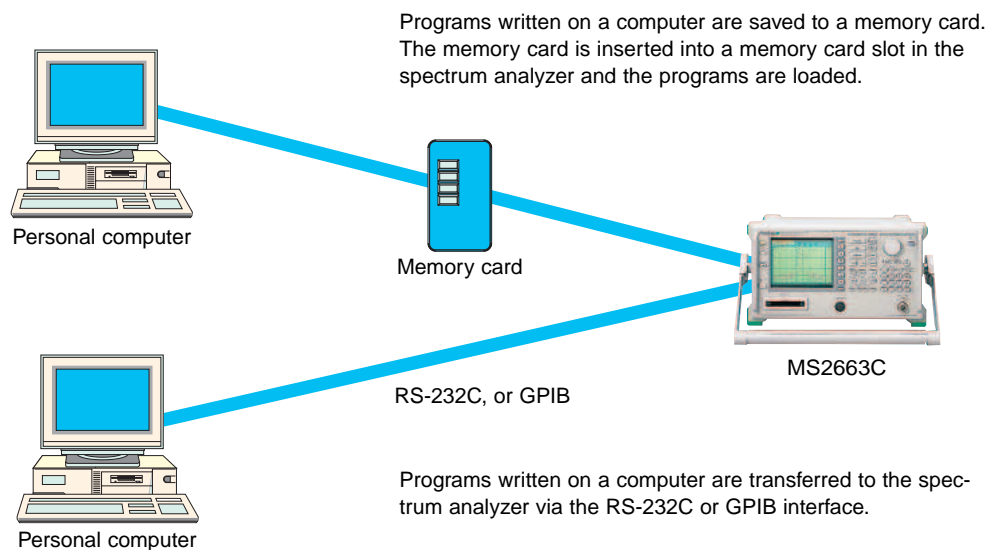 Programs written on a computer are saved to a memory card.
The memory card is inserted into a memory card slot in the
spectrum analyzer and the programs are loaded.
Personal computer
Memory card
MS2663C
RS-232C, or GPIB
Programs written on a computer are transferred to the spec-
trum analyzer via the RS-232C or GPIB interface.
Personal computer